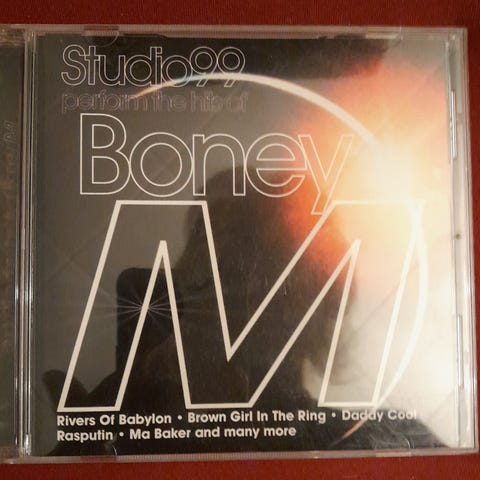 Studio99
perform the hits of
Boney
M
Rivers Of Babylon • Brown Girl In The Ring • Daddy Cool
Rasputin • Ma Baker and many more